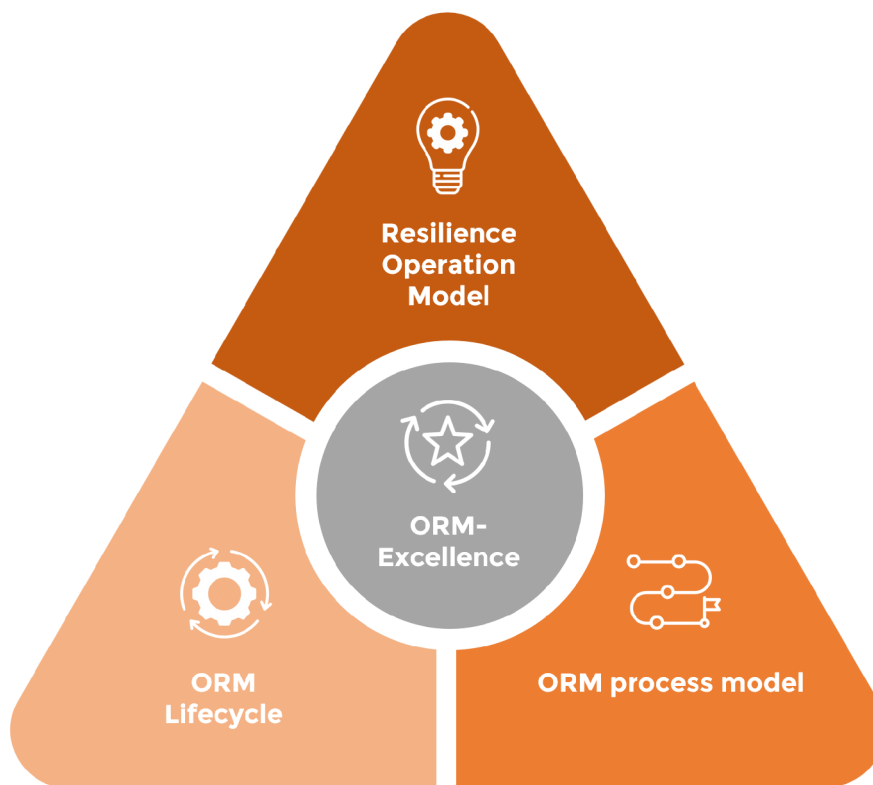 Resilience
Operation
Model
ORM-
Excellence
ORM
Lifecycle
ORM process model